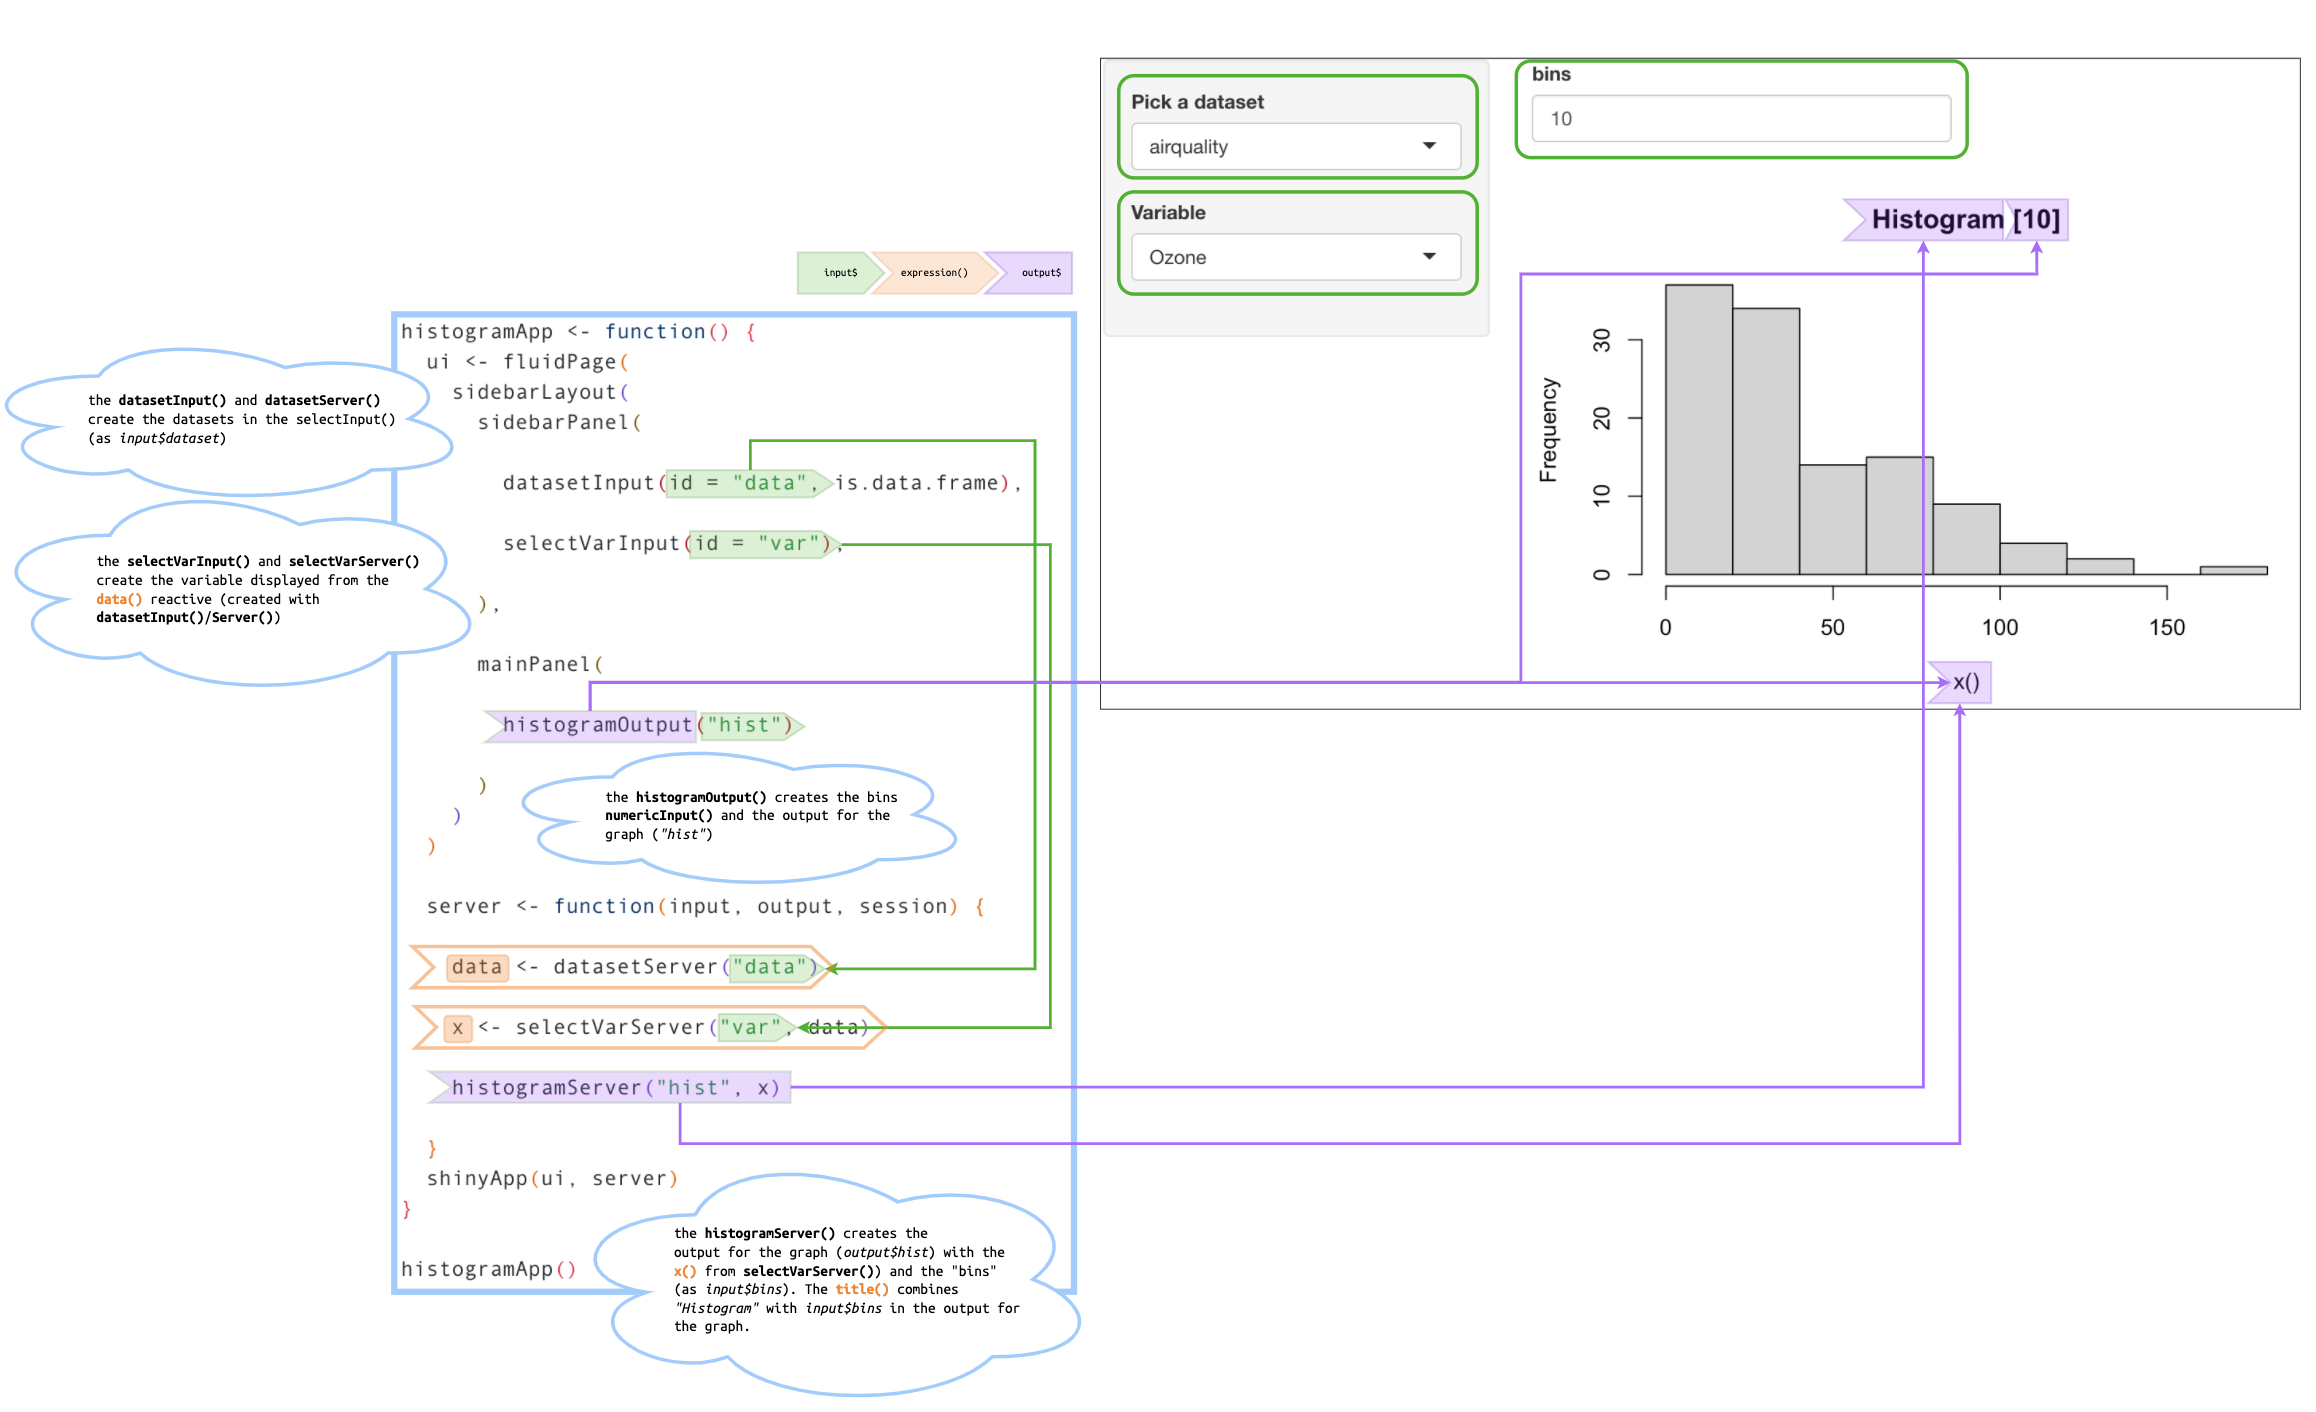 input$
expression()
output$
histogramApp <- function() {
ui <- fluidPage(
sidebarLayout(
sidebarPanel(
datasetInput(id = "data", is.data.frame),
selectVarInput(id = "var"),
),
mainPanel(
histogramOutput("hist")
)
)
)
server <- function(input, output, session) {
data <- datasetServer("data")
x <- selectVarServer("var", data)
histogramServer("hist", x)
}
shinyApp(ui, server)
}
histogramApp()
the datasetInput() and datasetServer()
create the datasets in the selectInput()
(as input$dataset)
the selectVarInput() and selectVarServer()
create the variable displayed from the
data() reactive (created with
datasetInput()/Server())
the histogramOutput() creates the bins
numericInput() and the output for the
graph ("hist")
the histogramServer() creates the
output for the graph (output$hist) with the
x() from selectVarServer()) and the "bins"
(as input$bins). The title() combines
"Histogram" with input$bins in the output for
the graph.
Pick a dataset
airquality
Variable
Ozone
bins
10
Histogram [10]
Frequency
30
20
10
0
0 50 100 150
x()